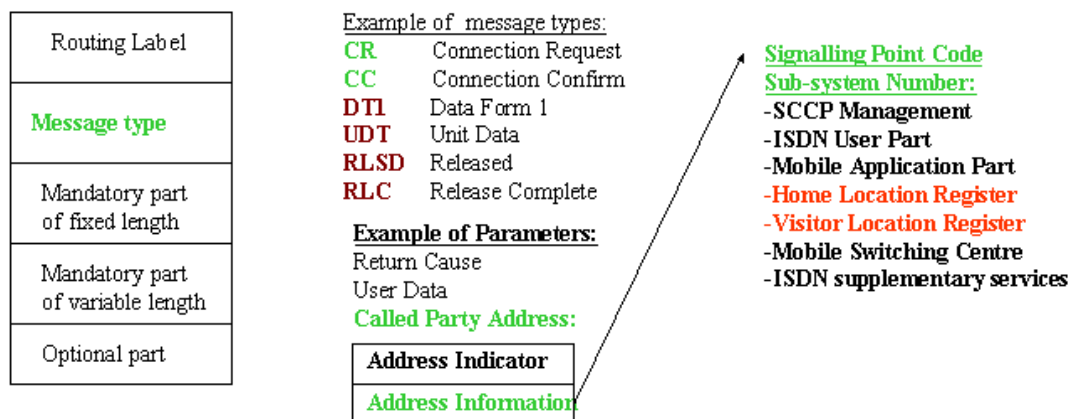 Routing Label
Message type
Mandatory part
of fixed length
Mandatory part
of variable length
Optional part
Example of message types:
CR Connection Request
CC Connection Confirm
DT1 Data Form 1
UDT Unit Data
RLSD Released
RLC Release Complete
Example of Parameters:
Return Cause
User Data
Called Party Address:
Address Indicator
Address Information
Signalling Point Code
Sub-system Number:
-SCCP Management
-ISDN User Part
-Mobile Application Part
-Home Location Register
-Visitor Location Register
-Mobile Switching Centre
-ISDN supplementary services